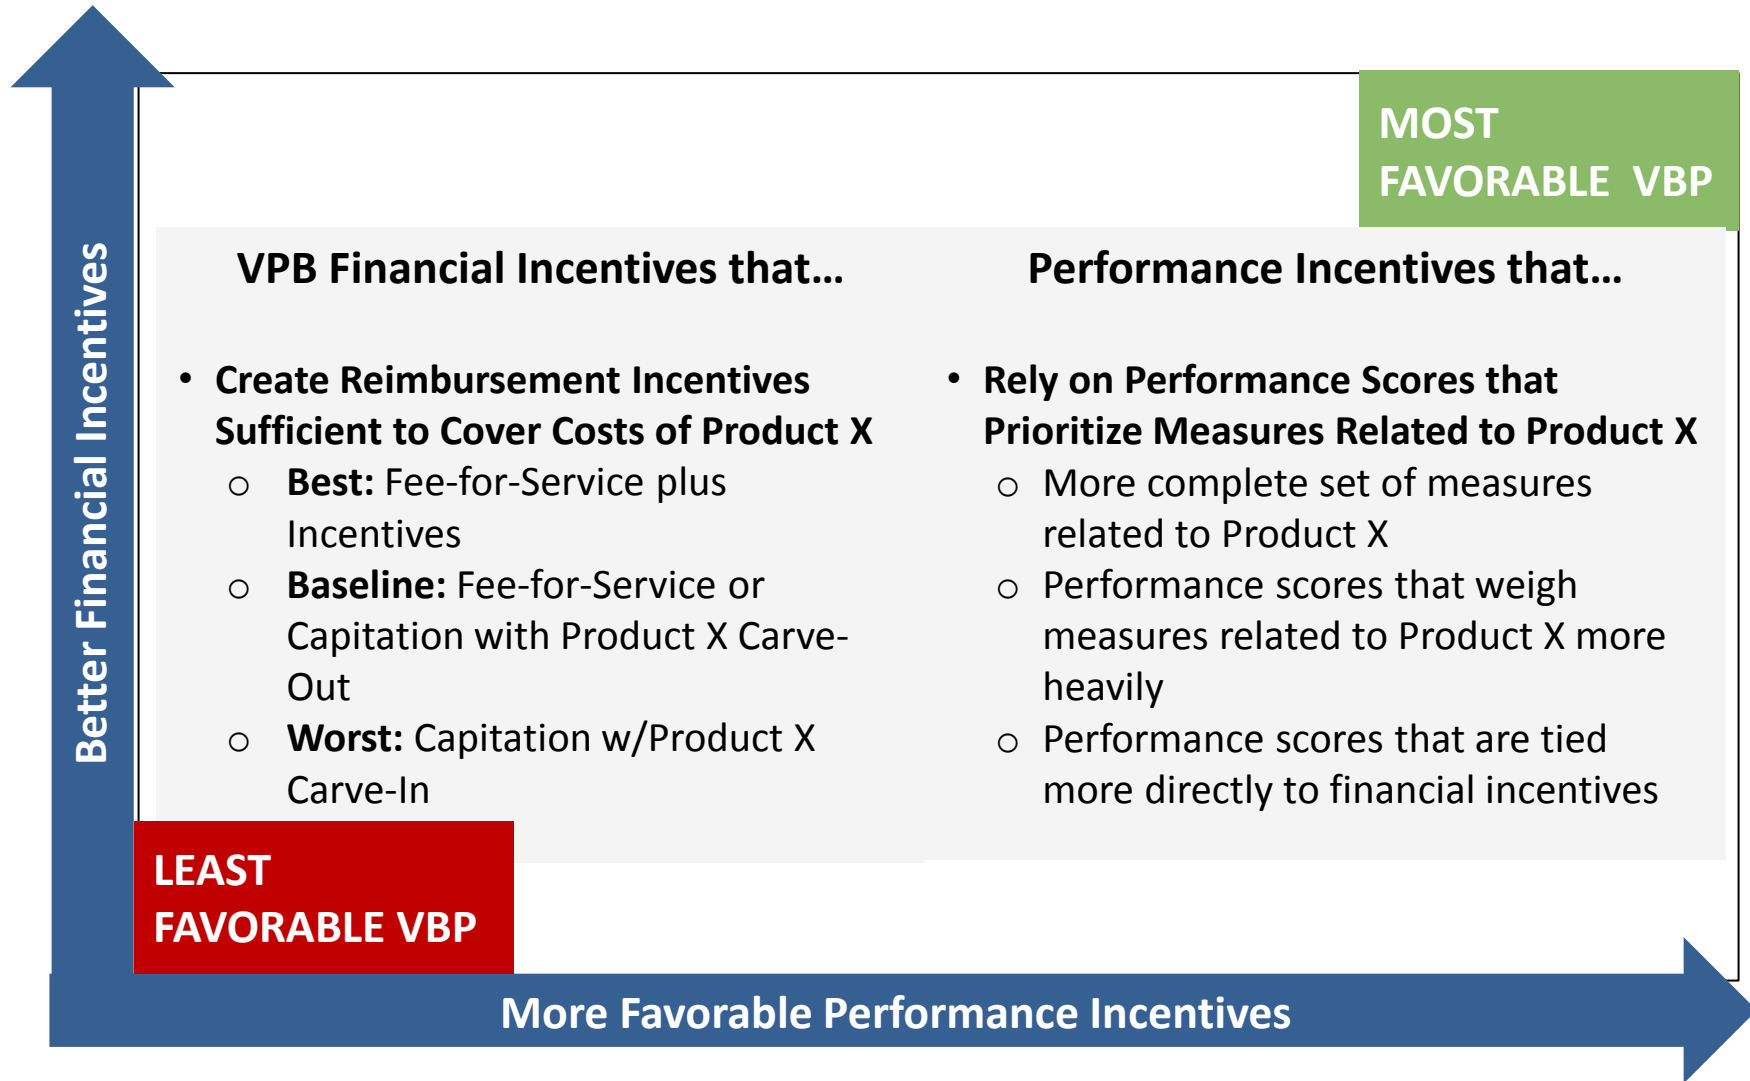 MOST
FAVORABLE  VBP
Better Financial Incentives
VPB Financial Incentives that…
• Create Reimbursement Incentives
Sufficient to Cover Costs of Product X
o Best: Fee-for-Service plus
Incentives
o Baseline: Fee-for-Service or
Capitation with Product X Carve-
Out
o Worst: Capitation w/Product X
Carve-In
Performance Incentives that…
• Rely on Performance Scores that
Prioritize Measures Related to Product X
o More complete set of measures
related to Product X
o Performance scores that weigh
measures related to Product X more
heavily
o Performance scores that are tied
more directly to financial incentives
LEAST
FAVORABLE VBP
More Favorable Performance Incentives